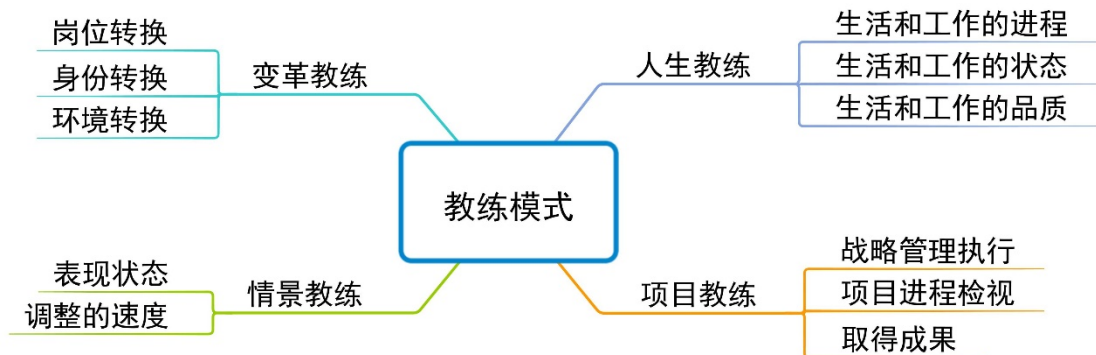 岗位转换
身份转换
环境转换
变革教练
人生教练
生活和工作的进程
生活和工作的状态
生活和工作的品质
教练模式
表现状态
调整的速度
情景教练
项目教练
战略管理执行
项目进程检视
取得成果